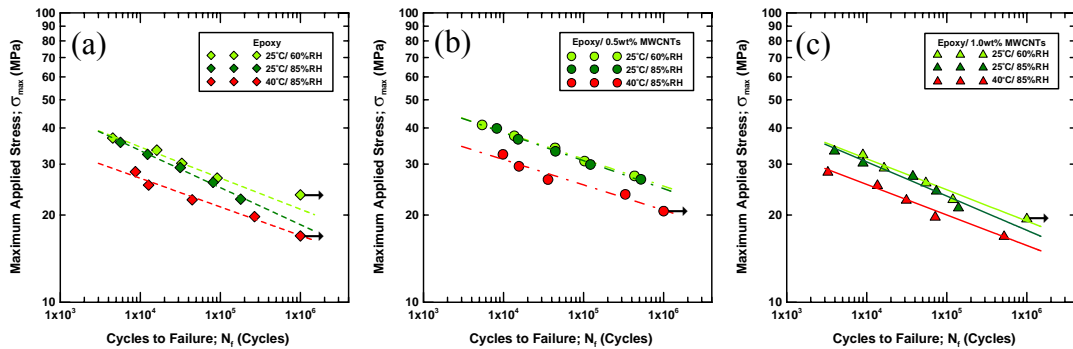 (a)
Epoxy
25°C/ 60%RH
25°C/ 85%RH
40°C/ 85%RH
100
90
80
70
60
50
40
30
20
10
Maximum Applied Stress; σmax (MPa)
1x10³
1x10⁴
1x10⁵
1x10⁶
Cycles to Failure; Nf (Cycles)
(b)
Epoxy/ 0.5wt% MWCNTs
25°C/ 60%RH
25°C/ 85%RH
40°C/ 85%RH
100
90
80
70
60
50
40
30
20
10
Maximum Applied Stress; σmax (MPa)
1x10³
1x10⁴
1x10⁵
1x10⁶
Cycles to Failure; Nf (Cycles)
(c)
Epoxy/ 1.0wt% MWCNTs
25°C/ 60%RH
25°C/ 85%RH
40°C/ 85%RH
100
90
80
70
60
50
40
30
20
10
Maximum Applied Stress; σmax (MPa)
1x10³
1x10⁴
1x10⁵
1x10⁶
Cycles to Failure; Nf (Cycles)